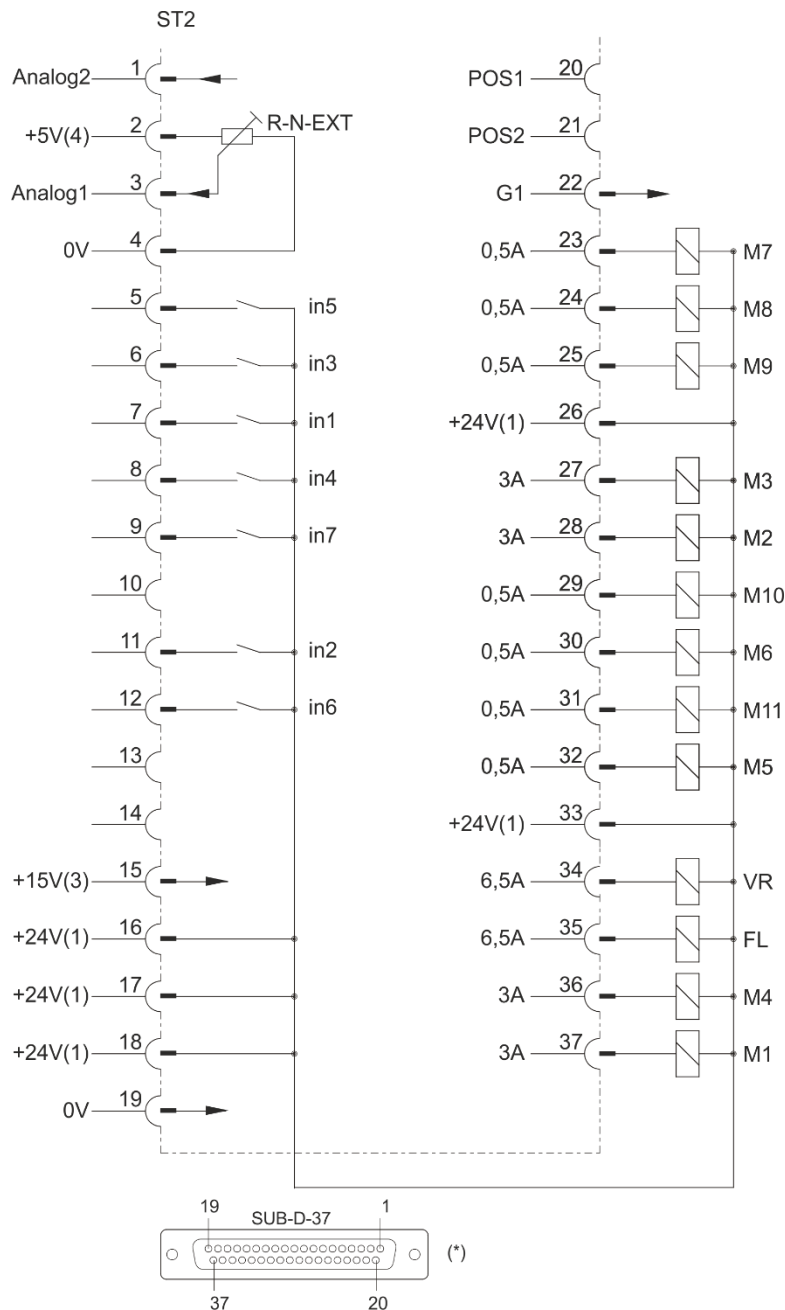 ST2
Analog2 1
+5V(4) 2 R-N-EXT
Analog1 3
0V 4
5 in5
6 in3
7 in1
8 in4
9 in7
10
11 in2
12 in6
13
14
+15V(3) 15
+24V(1) 16
+24V(1) 17
+24V(1) 18
0V 19
POS1 20
POS2 21
G1 22
0,5A 23 M7
0,5A 24 M8
0,5A 25 M9
+24V(1) 26
3A 27 M3
3A 28 M2
0,5A 29 M10
0,5A 30 M6
0,5A 31 M11
0,5A 32 M5
+24V(1) 33
6,5A 34 VR
6,5A 35 FL
3A 36 M4
3A 37 M1
19 1
SUB-D-37
(*)
37 20